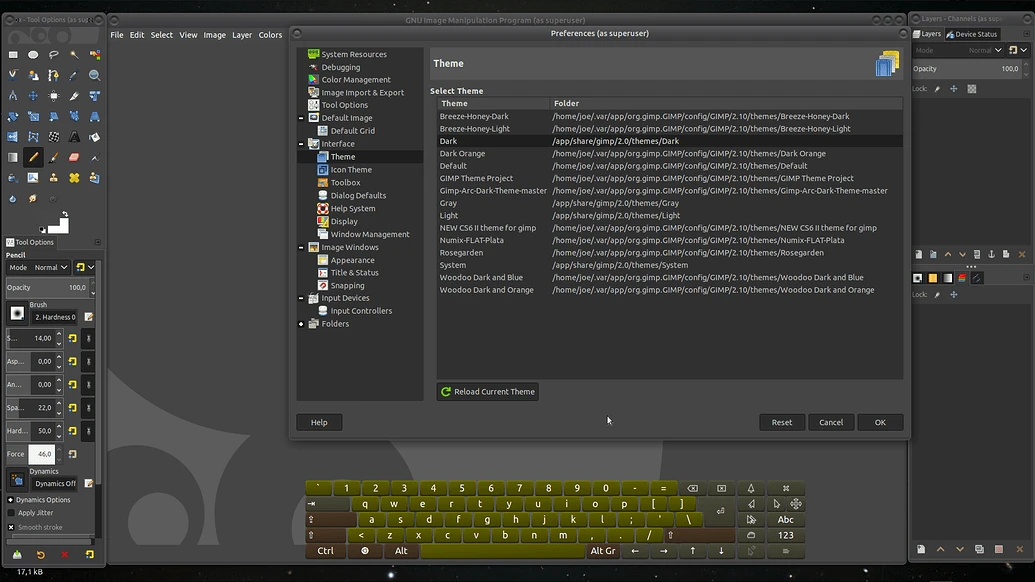 x - Tool Options (as su
GNU Image Manipulation Program (as superuser)
Layers - Channels (as superuser)
Preferences (as superuser)
File Edit Select View Image Layer Colors
Layers
Device Status
Mode
Normal
Opacity
100,0
Lock:
System Resources
Debugging
Color Management
Image Import & Export
Tool Options
Default Image
Default Grid
Interface
Theme
Icon Theme
Toolbox
Dialog Defaults
Help System
Display
Window Management
Image Windows
Appearance
Title & Status
Snapping
Input Devices
Input Controllers
Folders
Theme
Select Theme
Theme Folder
Breeze-Honey-Dark /home/joe/.var/app/org.gimp.GIMP/config/GIMP/2.10/themes/Breeze-Honey-Dark
Breeze-Honey-Light /home/joe/.var/app/org.gimp.GIMP/config/GIMP/2.10/themes/Breeze-Honey-Light
Dark /app/share/gimp/2.0/themes/Dark
Dark Orange /home/joe/.var/app/org.gimp.GIMP/config/GIMP/2.10/themes/Dark Orange
Default /home/joe/.var/app/org.gimp.GIMP/config/GIMP/2.10/themes/Default
GIMP Theme Project /home/joe/.var/app/org.gimp.GIMP/config/GIMP/2.10/themes/GIMP Theme Project
Gimp-Arc-Dark-Theme-master /home/joe/.var/app/org.gimp.GIMP/config/GIMP/2.10/themes/Gimp-Arc-Dark-Theme-master
Gray /app/share/gimp/2.0/themes/Gray
Light /app/share/gimp/2.0/themes/Light
NEW CS6 II theme for gimp /home/joe/.var/app/org.gimp.GIMP/config/GIMP/2.10/themes/NEW CS6 II theme for gimp
Numix-FLAT-Plata /home/joe/.var/app/org.gimp.GIMP/config/GIMP/2.10/themes/Numix-FLAT-Plata
Rosegarden /home/joe/.var/app/org.gimp.GIMP/config/GIMP/2.10/themes/Rosegarden
System /app/share/gimp/2.0/themes/System
Woodoo Dark and Blue /home/joe/.var/app/org.gimp.GIMP/config/GIMP/2.10/themes/Woodoo Dark and Blue
Woodoo Dark and Orange /home/joe/.var/app/org.gimp.GIMP/config/GIMP/2.10/themes/Woodoo Dark and Orange
Reload Current Theme
Help
Reset
Cancel
OK
Lock:
Tool Options
Pencil
Mode Normal
Opacity 100,0
Brush
2. Hardness 0
S... 14,00
Asp... 0,00
An... 0,00
Spa... 22,0
Hard... 50,0
Force 46,0
Dynamics
Dynamics Off
Dynamics Options
Apply Jitter
Smooth stroke
17,1 kB
` 1 2 3 4 5 6 7 8 9 0 - =
q w e r t y u i o p [ ]
a s d f g h j k l ; ' \
Abc
< z x c v b n m , . /
123
Ctrl Alt Alt Gr